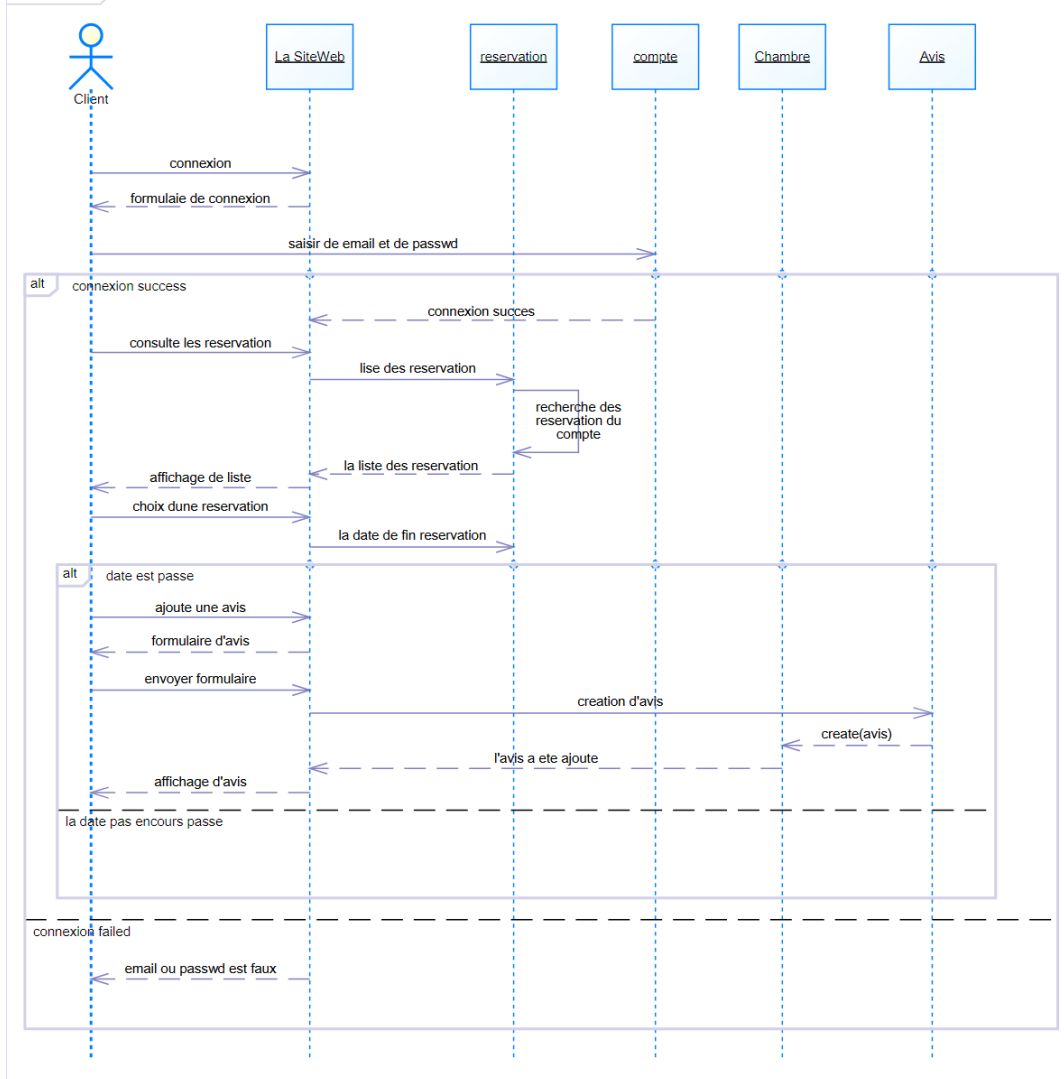 La SiteWeb
reservation
compte
Chambre
Avis
Client
connexion
formulaie de connexion
saisir de email et de passwd
alt
connexion success
connexion succes
consulte les reservation
lise des reservation
recherche des
reservation du
compte
la liste des reservation
affichage de liste
choix dune reservation
la date de fin reservation
alt
date est passe
ajoute une avis
formulaire d'avis
envoyer formulaire
creation d'avis
create(avis)
l'avis a ete ajoute
affichage d'avis
la date pas encours passe
connexion failed
email ou passwd est faux